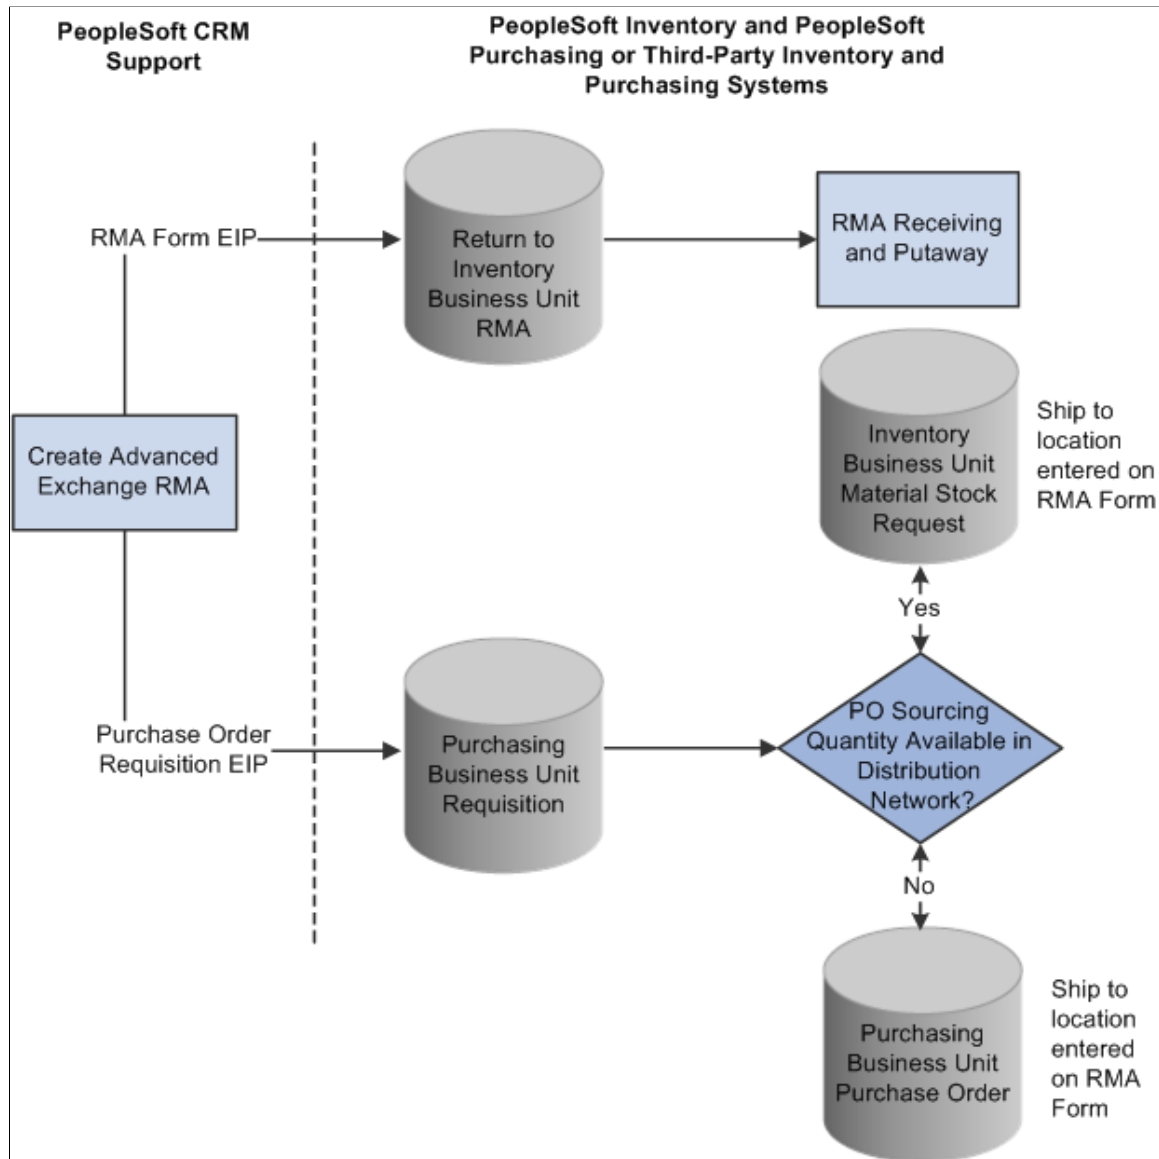 PeopleSoft CRM
Support
PeopleSoft Inventory and PeopleSoft
Purchasing or Third-Party Inventory and
Purchasing Systems
RMA Form EIP
Return to
Inventory
Business Unit
RMA
RMA Receiving
and Putaway
Create Advanced
Exchange RMA
Inventory
Business Unit
Material Stock
Request
Ship to
location
entered on
RMA Form
Yes
Purchase Order
Requisition EIP
Purchasing
Business Unit
Requisition
PO Sourcing
Quantity Available in
Distribution
Network?
No
Purchasing
Business Unit
Purchase Order
Ship to
location
entered
on RMA
Form